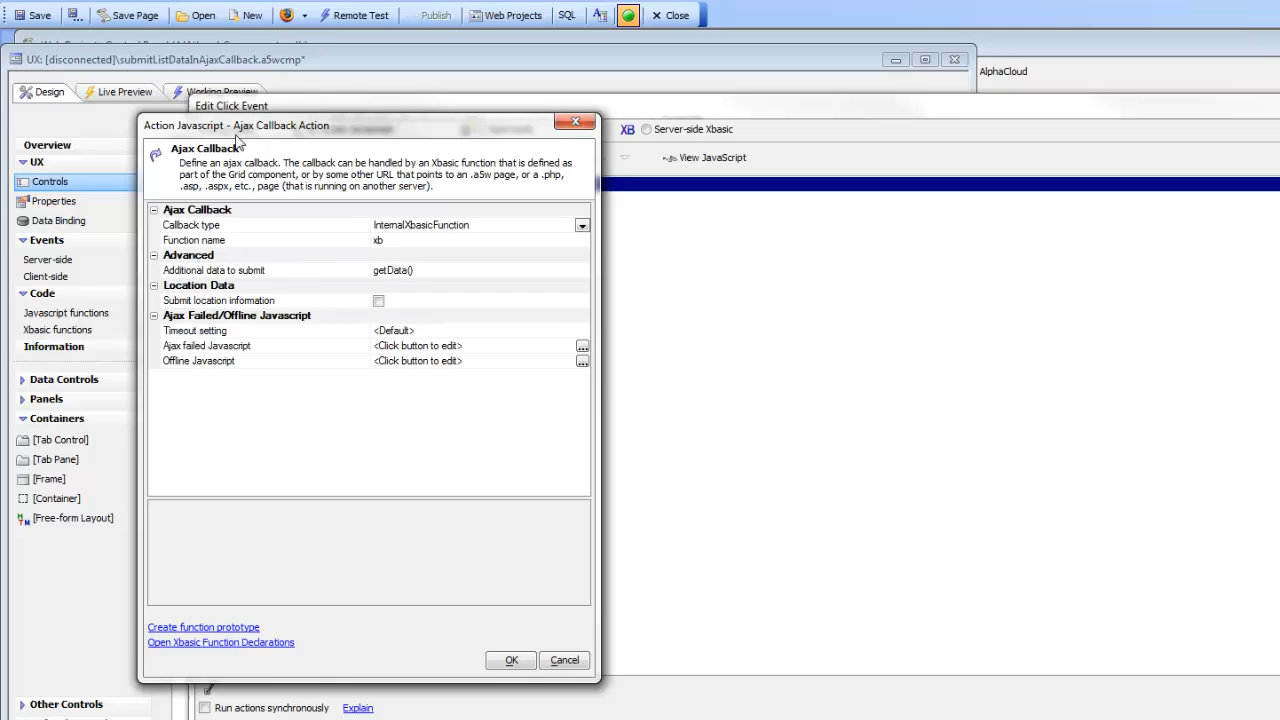 Save Save Page Open New Remote Test Publish Web Projects SQL Close
UX: [disconnected]\submitListDataInAjaxCallback.a5wcmp*
AlphaCloud
Design Live Preview Working Preview
Edit Click Event
Action Javascript - Ajax Callback Action
XB Server-side Xbasic
View JavaScript
Ajax Callback
Define an ajax callback. The callback can be handled by an Xbasic function that is defined as
part of the Grid component, or by some other URL that points to an .a5w page, or a .php,
.asp, .aspx, etc., page (that is running on another server).
Overview
UX
Controls
Properties
Data Binding
Events
Server-side
Client-side
Code
Javascript functions
Xbasic functions
Information
Data Controls
Panels
Containers
[Tab Control]
[Tab Pane]
[Frame]
[Container]
[Free-form Layout]
Other Controls
Ajax Callback
Callback type InternalXbasicFunction
Function name xb
Advanced
Additional data to submit getData()
Location Data
Submit location information
Ajax Failed/Offline Javascript
Timeout setting <Default>
Ajax failed Javascript <Click button to edit> ...
Offline Javascript <Click button to edit> ...
Create function prototype
Open Xbasic Function Declarations
OK Cancel
Run actions synchronously Explain